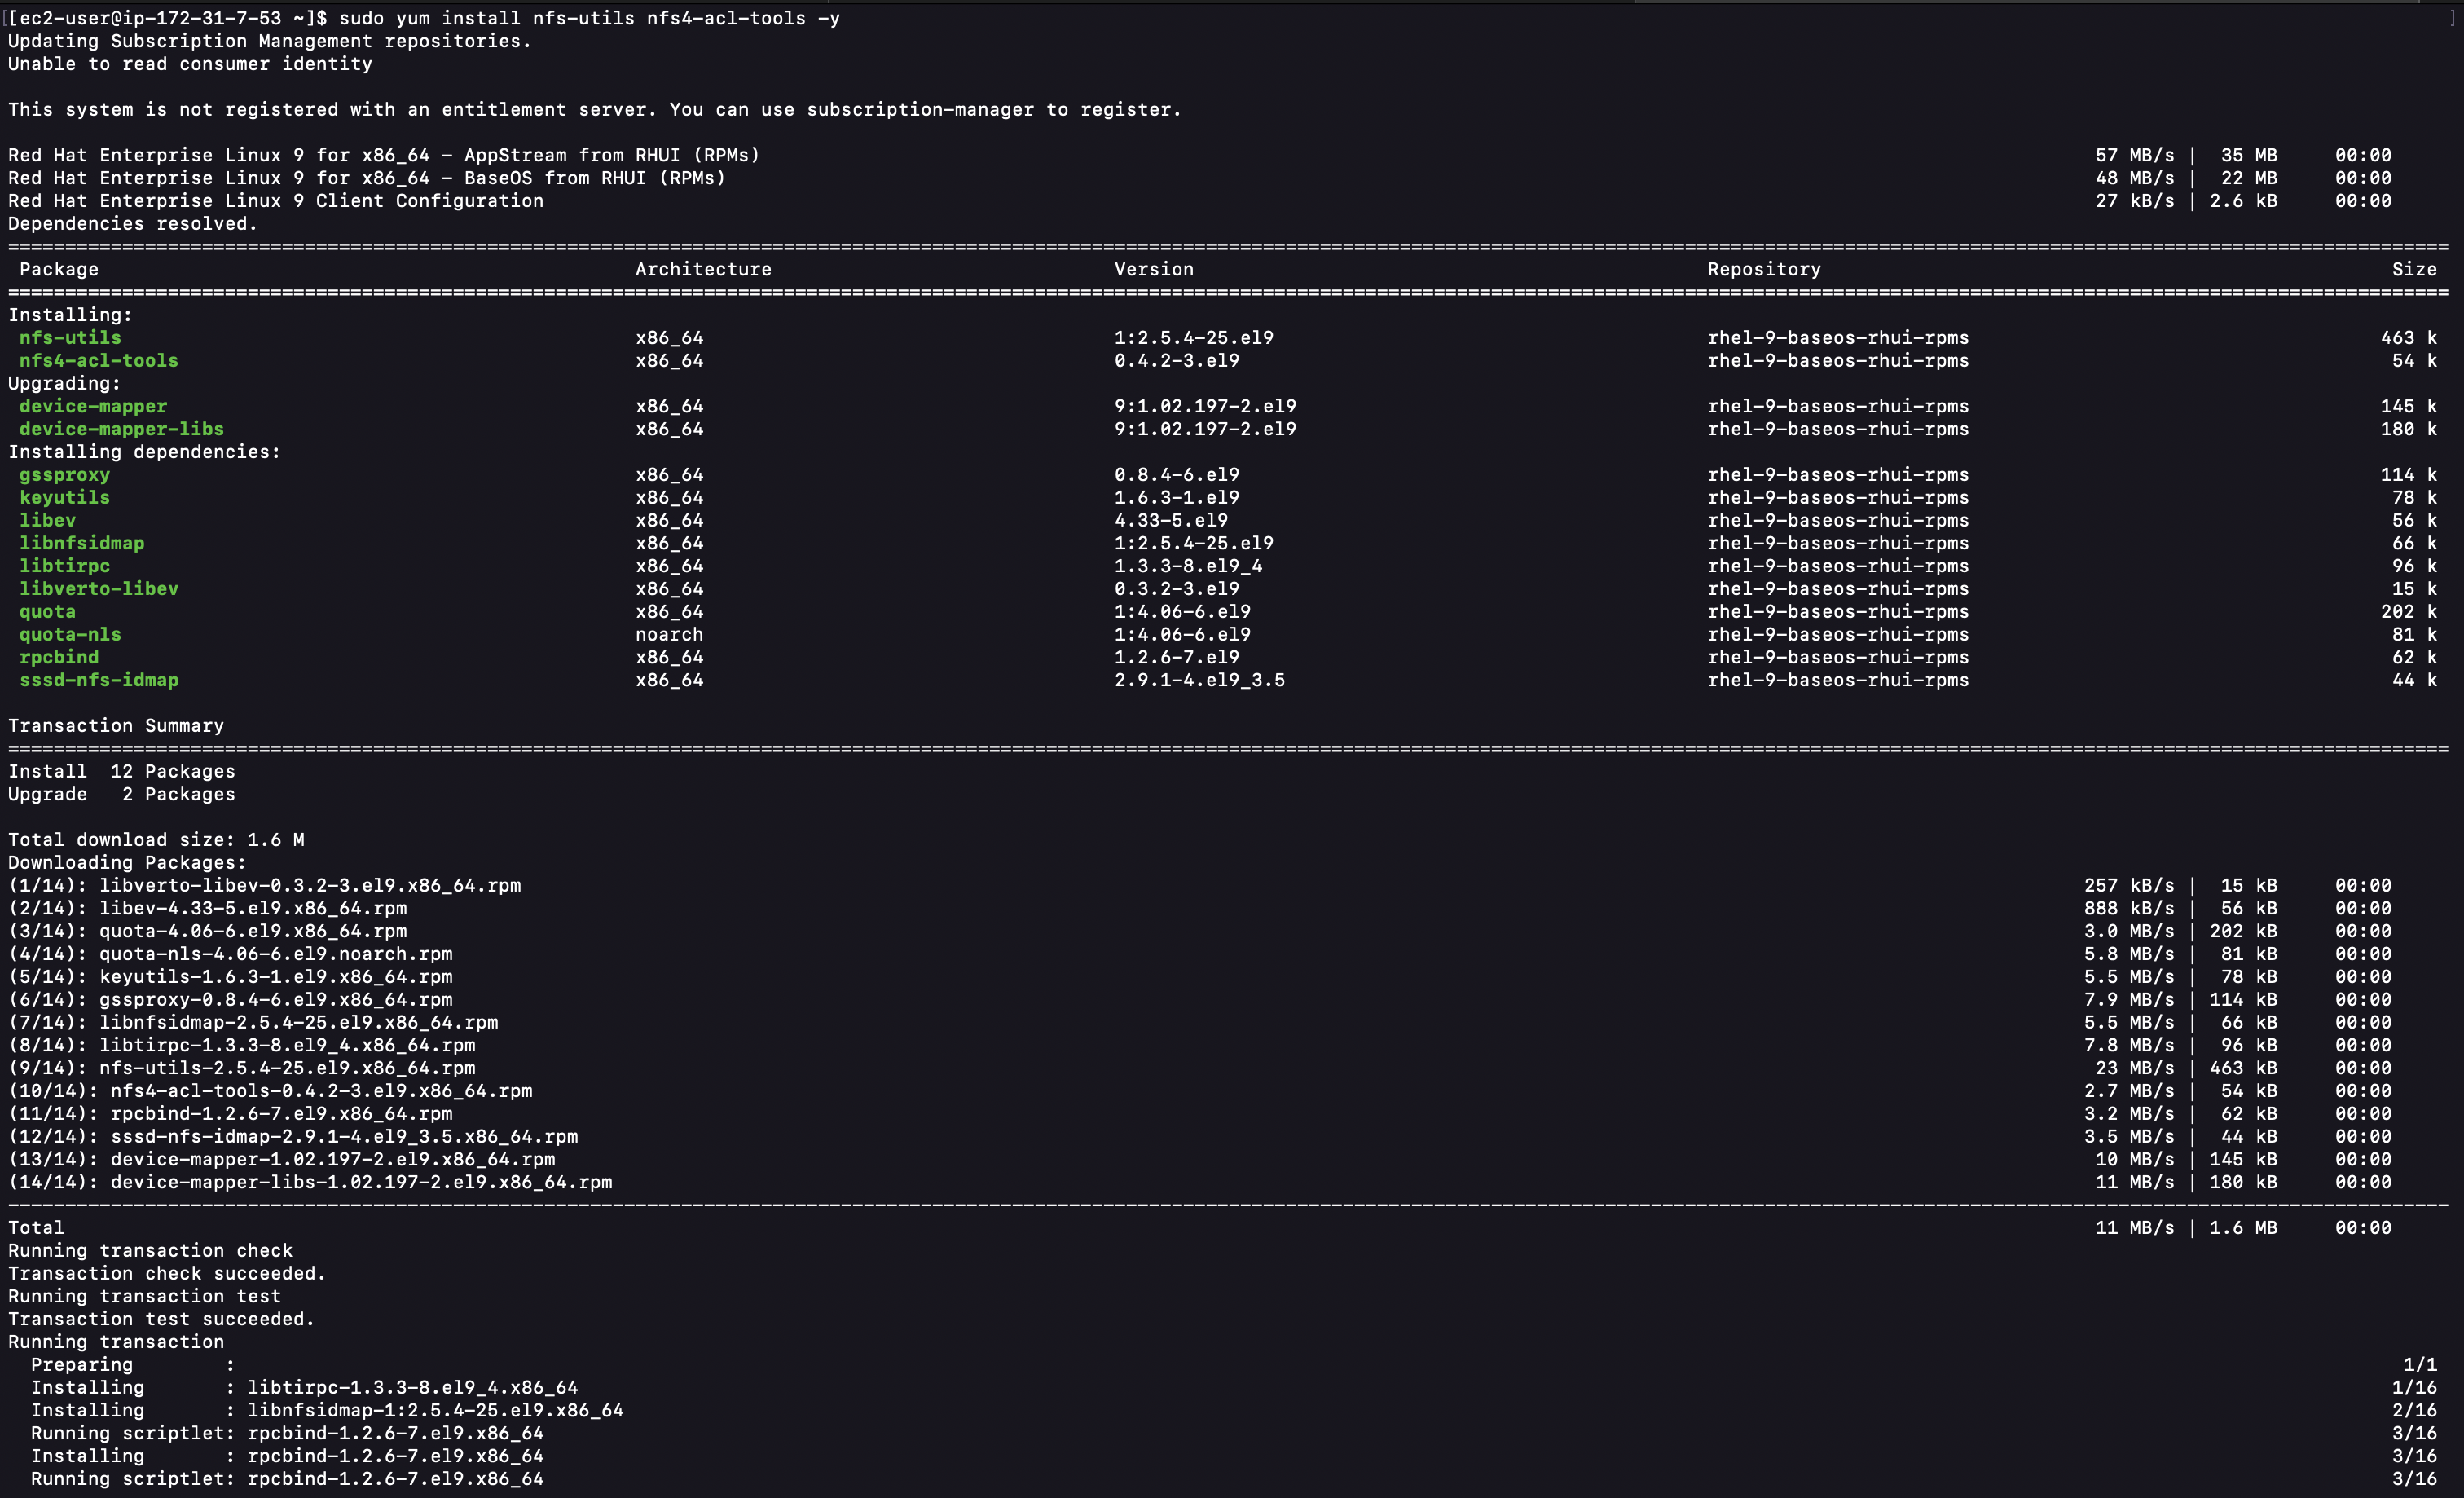 [[ec2-user@ip-172-31-7-53 ~]$ sudo yum install nfs-utils nfs4-acl-tools -y ]
Updating Subscription Management repositories.
Unable to read consumer identity

This system is not registered with an entitlement server. You can use subscription-manager to register.

Red Hat Enterprise Linux 9 for x86_64 - AppStream from RHUI (RPMs) 57 MB/s | 35 MB 00:00
Red Hat Enterprise Linux 9 for x86_64 - BaseOS from RHUI (RPMs) 48 MB/s | 22 MB 00:00
Red Hat Enterprise Linux 9 Client Configuration 27 kB/s | 2.6 kB 00:00
Dependencies resolved.
================================================================================
Package Architecture Version Repository Size
================================================================================
Installing:
nfs-utils x86_64 1:2.5.4-25.el9 rhel-9-baseos-rhui-rpms 463 k
nfs4-acl-tools x86_64 0.4.2-3.el9 rhel-9-baseos-rhui-rpms 54 k
Upgrading:
device-mapper x86_64 9:1.02.197-2.el9 rhel-9-baseos-rhui-rpms 145 k
device-mapper-libs x86_64 9:1.02.197-2.el9 rhel-9-baseos-rhui-rpms 180 k
Installing dependencies:
gssproxy x86_64 0.8.4-6.el9 rhel-9-baseos-rhui-rpms 114 k
keyutils x86_64 1.6.3-1.el9 rhel-9-baseos-rhui-rpms 78 k
libev x86_64 4.33-5.el9 rhel-9-baseos-rhui-rpms 56 k
libnfsidmap x86_64 1:2.5.4-25.el9 rhel-9-baseos-rhui-rpms 66 k
libtirpc x86_64 1.3.3-8.el9_4 rhel-9-baseos-rhui-rpms 96 k
libverto-libev x86_64 0.3.2-3.el9 rhel-9-baseos-rhui-rpms 15 k
quota x86_64 1:4.06-6.el9 rhel-9-baseos-rhui-rpms 202 k
quota-nls noarch 1:4.06-6.el9 rhel-9-baseos-rhui-rpms 81 k
rpcbind x86_64 1.2.6-7.el9 rhel-9-baseos-rhui-rpms 62 k
sssd-nfs-idmap x86_64 2.9.1-4.el9_3.5 rhel-9-baseos-rhui-rpms 44 k

Transaction Summary
================================================================================
Install 12 Packages
Upgrade 2 Packages

Total download size: 1.6 M
Downloading Packages:
(1/14): libverto-libev-0.3.2-3.el9.x86_64.rpm 257 kB/s | 15 kB 00:00
(2/14): libev-4.33-5.el9.x86_64.rpm 888 kB/s | 56 kB 00:00
(3/14): quota-4.06-6.el9.x86_64.rpm 3.0 MB/s | 202 kB 00:00
(4/14): quota-nls-4.06-6.el9.noarch.rpm 5.8 MB/s | 81 kB 00:00
(5/14): keyutils-1.6.3-1.el9.x86_64.rpm 5.5 MB/s | 78 kB 00:00
(6/14): gssproxy-0.8.4-6.el9.x86_64.rpm 7.9 MB/s | 114 kB 00:00
(7/14): libnfsidmap-2.5.4-25.el9.x86_64.rpm 5.5 MB/s | 66 kB 00:00
(8/14): libtirpc-1.3.3-8.el9_4.x86_64.rpm 7.8 MB/s | 96 kB 00:00
(9/14): nfs-utils-2.5.4-25.el9.x86_64.rpm 23 MB/s | 463 kB 00:00
(10/14): nfs4-acl-tools-0.4.2-3.el9.x86_64.rpm 2.7 MB/s | 54 kB 00:00
(11/14): rpcbind-1.2.6-7.el9.x86_64.rpm 3.2 MB/s | 62 kB 00:00
(12/14): sssd-nfs-idmap-2.9.1-4.el9_3.5.x86_64.rpm 3.5 MB/s | 44 kB 00:00
(13/14): device-mapper-1.02.197-2.el9.x86_64.rpm 10 MB/s | 145 kB 00:00
(14/14): device-mapper-libs-1.02.197-2.el9.x86_64.rpm 11 MB/s | 180 kB 00:00
--------------------------------------------------------------------------------
Total 11 MB/s | 1.6 MB 00:00
Running transaction check
Transaction check succeeded.
Running transaction test
Transaction test succeeded.
Running transaction
Preparing : 1/1
Installing : libtirpc-1.3.3-8.el9_4.x86_64 1/16
Installing : libnfsidmap-1:2.5.4-25.el9.x86_64 2/16
Running scriptlet: rpcbind-1.2.6-7.el9.x86_64 3/16
Installing : rpcbind-1.2.6-7.el9.x86_64 3/16
Running scriptlet: rpcbind-1.2.6-7.el9.x86_64 3/16